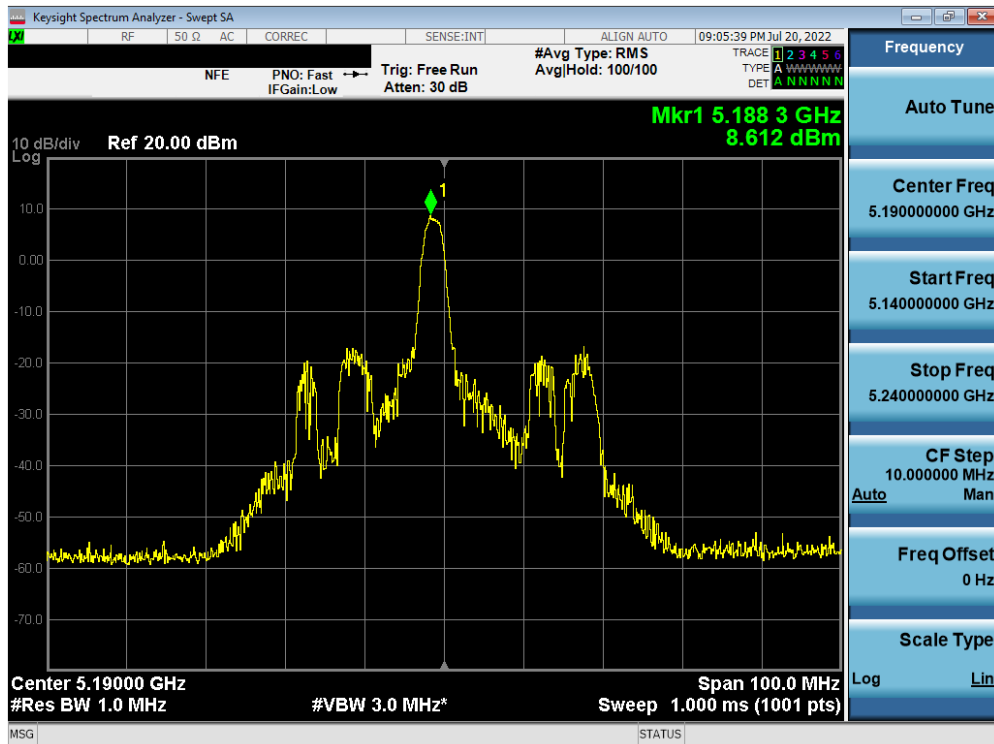 Keysight Spectrum Analyzer - Swept SA
LXI
RF 50 Ω AC CORREC SENSE:INT ALIGN AUTO 09:05:39 PM Jul 20, 2022
NFE PNO: Fast Trig: Free Run #Avg Type: RMS TRACE 1 2 3 4 5 6
IFGain:Low Atten: 30 dB Avg|Hold: 100/100 TYPE A WWWWW
DET A N N N N N
Mkr1 5.188 3 GHz
8.612 dBm
10 dB/div Ref 20.00 dBm
Log
1
10.0
0.00
-10.0
-20.0
-30.0
-40.0
-50.0
-60.0
-70.0
Center 5.19000 GHz Span 100.0 MHz
#Res BW 1.0 MHz #VBW 3.0 MHz* Sweep 1.000 ms (1001 pts)
MSG STATUS
Frequency
Auto Tune
Center Freq
5.190000000 GHz
Start Freq
5.140000000 GHz
Stop Freq
5.240000000 GHz
CF Step
10.000000 MHz
Auto Man
Freq Offset
0 Hz
Scale Type
Log Lin